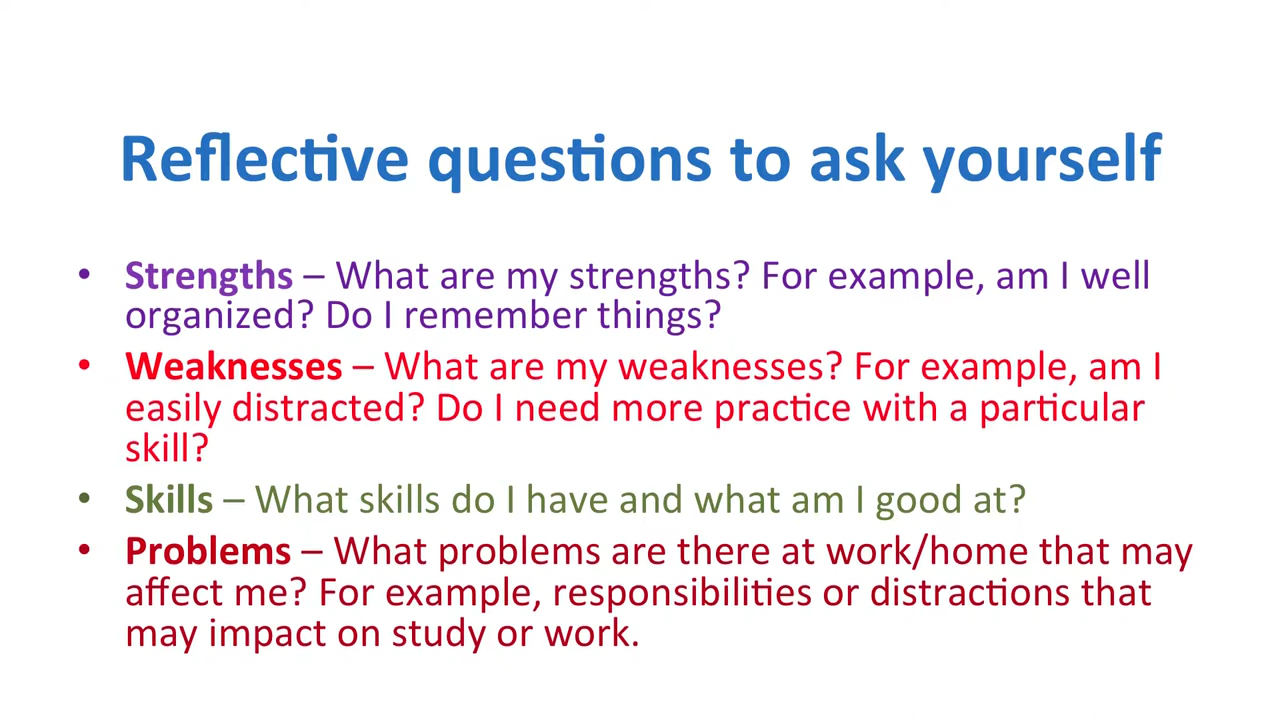 Reflective questions to ask yourself
• Strengths – What are my strengths? For example, am I well
organized? Do I remember things?
• Weaknesses – What are my weaknesses? For example, am I
easily distracted? Do I need more practice with a particular
skill?
• Skills – What skills do I have and what am I good at?
• Problems – What problems are there at work/home that may
affect me? For example, responsibilities or distractions that
may impact on study or work.